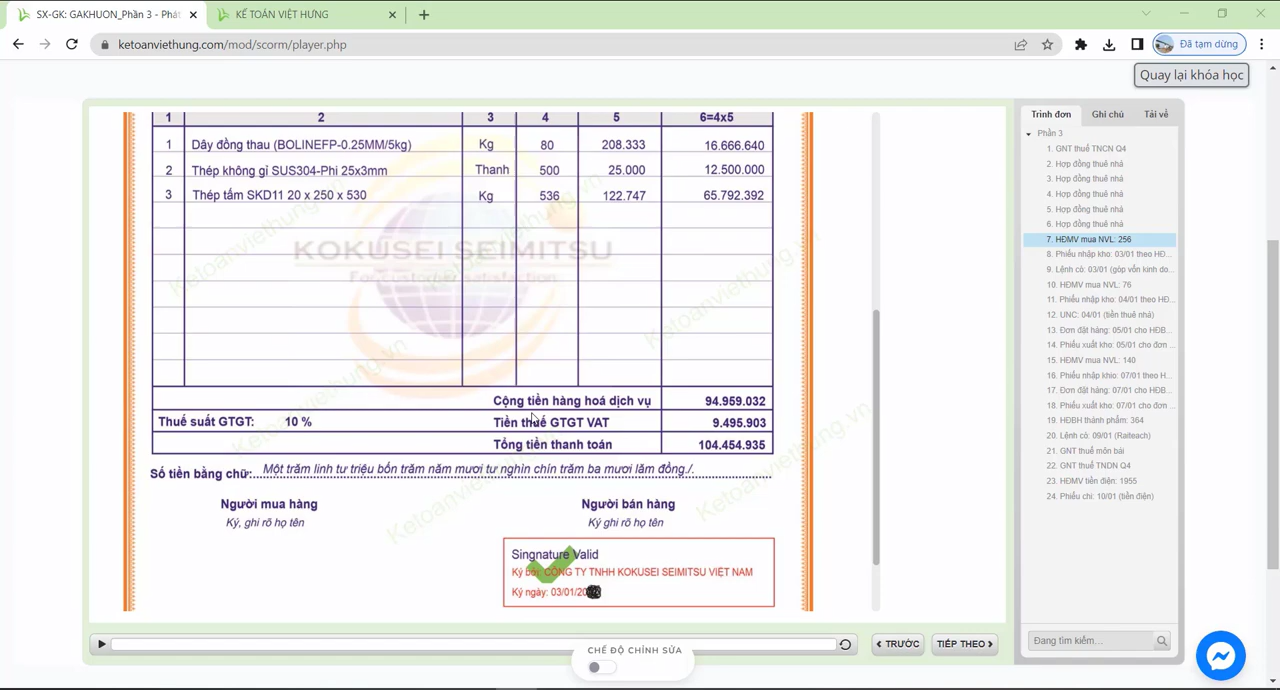 SX-GK: GAKHUON_Phần 3 - Phát
KẾ TOÁN VIỆT HƯNG
ketoanviethung.com/mod/scorm/player.php
Đã tạm dừng
Quay lại khóa học
1 2 3 4 5 6=4x5
1 Dây đồng thau (BOLINEFP-0.25MM/5kg) Kg 80 208.333 16.666.640
2 Thép không gỉ SUS304-Phi 25x3mm Thanh 500 25.000 12.500.000
3 Thép tấm SKD11 20 x 250 x 530 Kg 536 122.747 65.792.392
KOKUSEI SEIMITSU
For customer satisfaction
Ketoanviethung.vn
Cộng tiền hàng hoá dịch vụ 94.959.032
Thuế suất GTGT: 10 % Tiền thuế GTGT VAT 9.495.903
Tổng tiền thanh toán 104.454.935
Số tiền bằng chữ: Một trăm linh tư triệu bốn trăm năm mươi tư nghìn chín trăm ba mươi lăm đồng./.
Người mua hàng Người bán hàng
Ký, ghi rõ họ tên Ký ghi rõ họ tên
Singnature Valid
Ký bởi: CÔNG TY TNHH KOKUSEI SEIMITSU VIỆT NAM
Ký ngày: 03/01/20
TRƯỚC
TIẾP THEO
CHẾ ĐỘ CHỈNH SỬA
Trình đơn Ghi chú Tải về
Phần 3
1. GNT thuế TNCN Q4
2. Hợp đồng thuê nhà
3. Hợp đồng thuê nhà
4. Hợp đồng thuê nhà
5. Hợp đồng thuê nhà
6. Hợp đồng thuê nhà
7. HĐMV mua NVL: 256
8. Phiếu nhập kho: 03/01 theo HĐ...
9. Lệnh có: 03/01 (góp vốn kinh do...
10. HĐMV mua NVL: 76
11. Phiếu nhập kho: 04/01 theo HĐ...
12. UNC: 04/01 (tiền thuê nhà)
13. Đơn đặt hàng: 05/01 cho HĐB...
14. Phiếu xuất kho: 05/01 cho đơn ...
15. HĐMV mua NVL: 140
16. Phiếu nhập khio: 07/01 theo H...
17. Đơn đặt hàng: 07/01 cho HĐB...
18. Phiếu xuất kho: 07/01 cho đơn ...
19. HĐBH thành phẩm: 364
20. Lệnh có: 09/01 (Raiteach)
21. GNT thuế môn bài
22. GNT thuế TNDN Q4
23. HĐMV tiền điện: 1955
24. Phiếu chi: 10/01 (tiền điện)
Đang tìm kiếm...